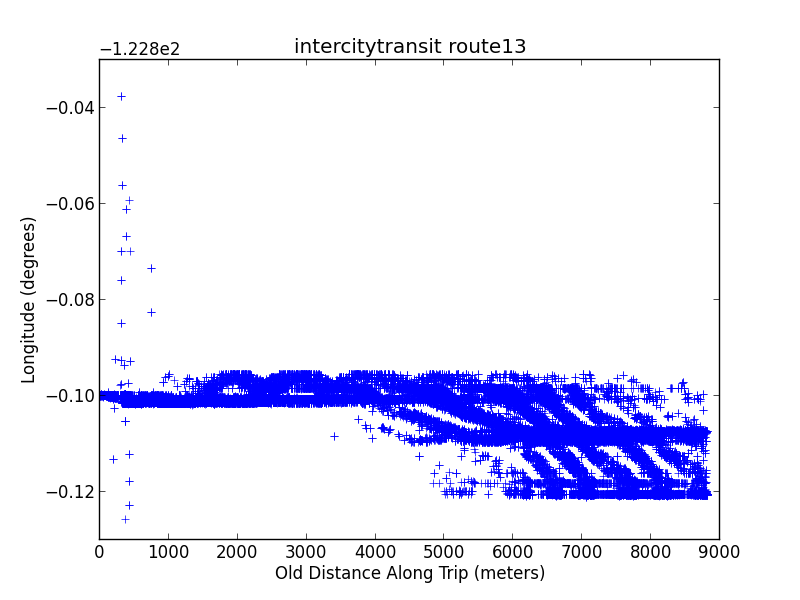 intercitytransit route13
−1.228e2
−0.04
−0.06
−0.08
−0.10
−0.12
Longitude (degrees)
0 1000 2000 3000 4000 5000 6000 7000 8000 9000
Old Distance Along Trip (meters)